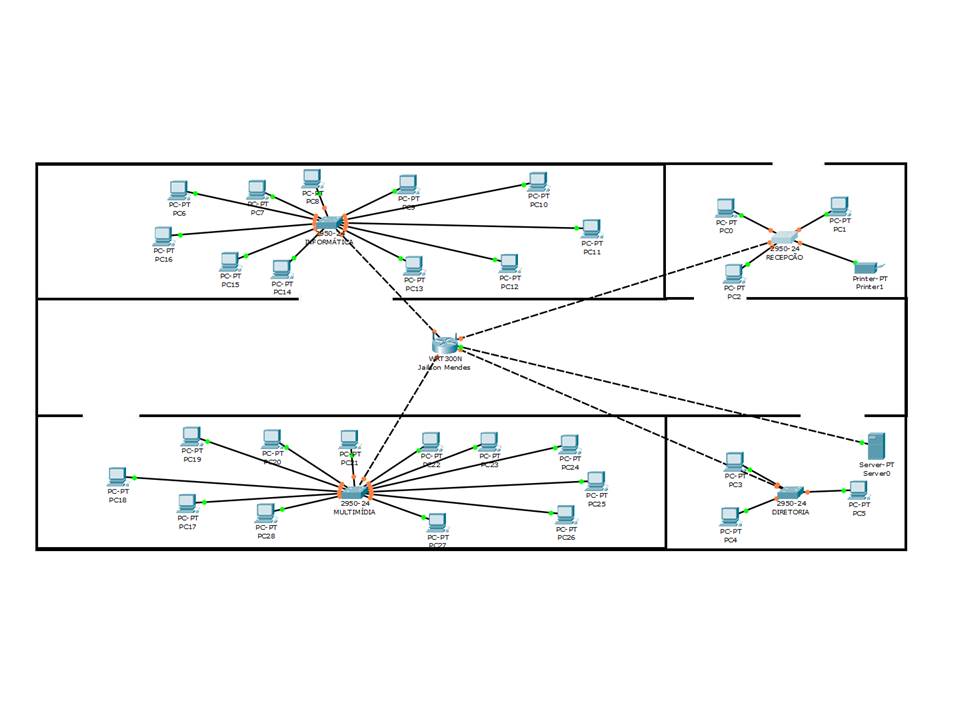 PC-PT
PC6
PC-PT
PC7
PC-PT
PC8
PC-PT
PC9
PC-PT
PC10
PC-PT
PC11
PC-PT
PC16
PC-PT
PC15
PC-PT
PC14
PC-PT
PC13
PC-PT
PC12
2950-24
INFORMÁTICA
PC-PT
PC0
PC-PT
PC1
2950-24
RECEPÇÃO
PC-PT
PC2
Printer-PT
Printer1
WRT300N
Jailson Mendes
PC-PT
PC19
PC-PT
PC20
PC-PT
PC21
PC-PT
PC22
PC-PT
PC23
PC-PT
PC24
PC-PT
PC18
PC-PT
PC17
PC-PT
PC28
2950-24
MULTIMÍDIA
PC-PT
PC27
PC-PT
PC26
PC-PT
PC25
PC-PT
PC3
Server-PT
Server0
2950-24
DIRETORIA
PC-PT
PC4
PC-PT
PC5